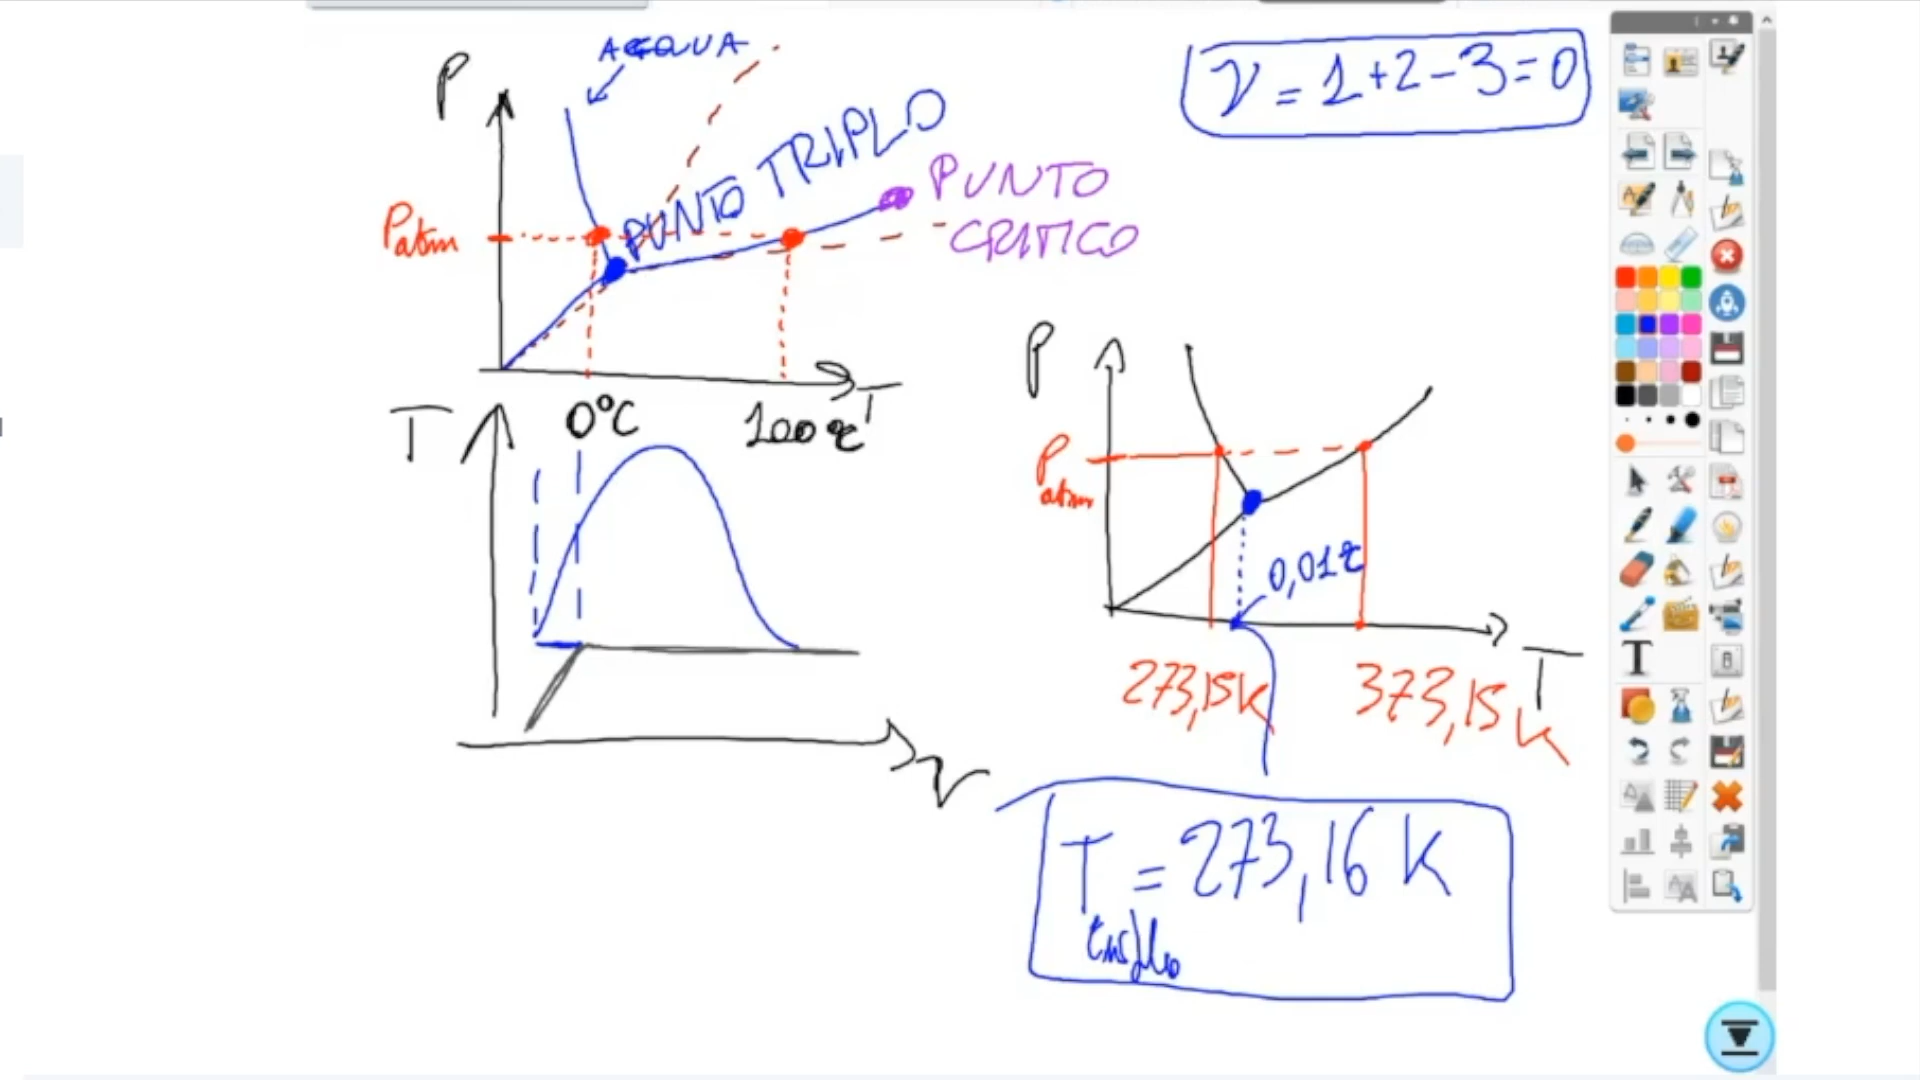 ACQUA
P
ν = 1+2-3=0
PUNTO TRIPLO
PUNTO
CRITICO
Patm
T
0°C
100°C
T
v
P
Patm
0,01°C
T
273,15K
373,15K
T triplo = 273,16 K
T